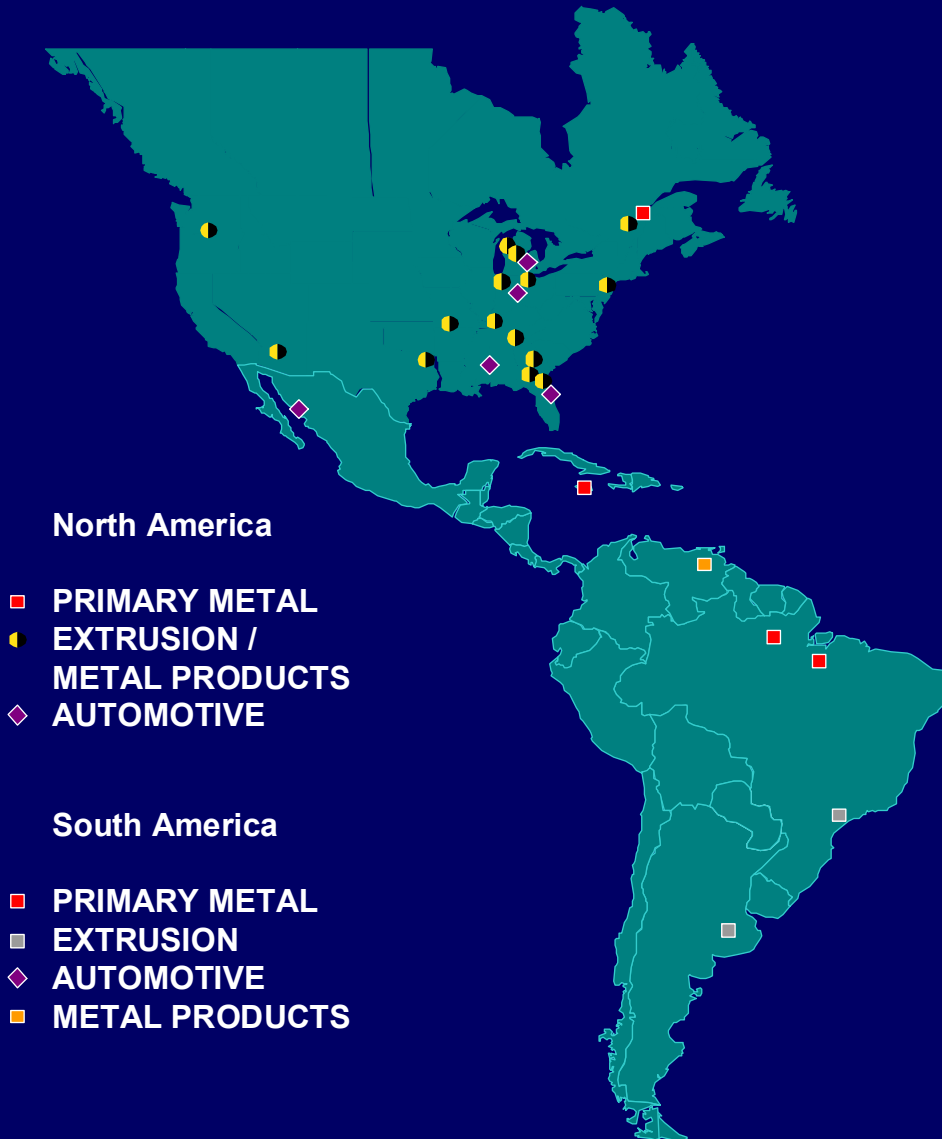 North America
PRIMARY METAL
EXTRUSION /
METAL PRODUCTS
AUTOMOTIVE
South America
PRIMARY METAL
EXTRUSION
AUTOMOTIVE
METAL PRODUCTS